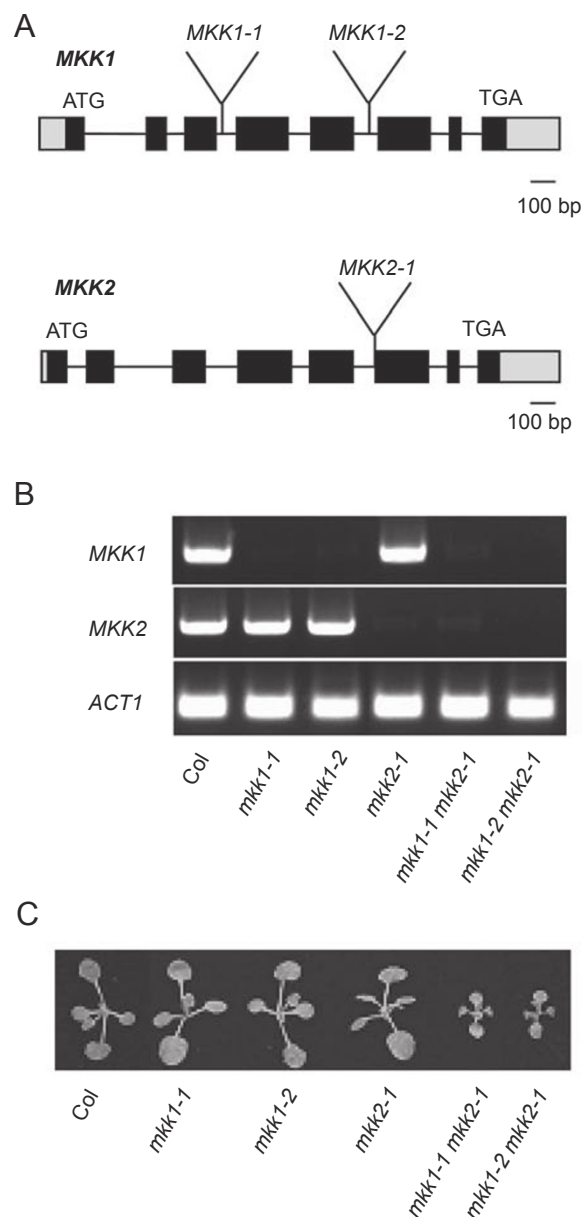 A
MKK1-1
MKK1-2
MKK1
ATG
TGA
100 bp
MKK2-1
MKK2
ATG
TGA
100 bp
B
MKK1
MKK2
ACT1
Col
mkk1-1
mkk1-2
mkk2-1
mkk1-1 mkk2-1
mkk1-2 mkk2-1
C
Col
mkk1-1
mkk1-2
mkk2-1
mkk1-1 mkk2-1
mkk1-2 mkk2-1